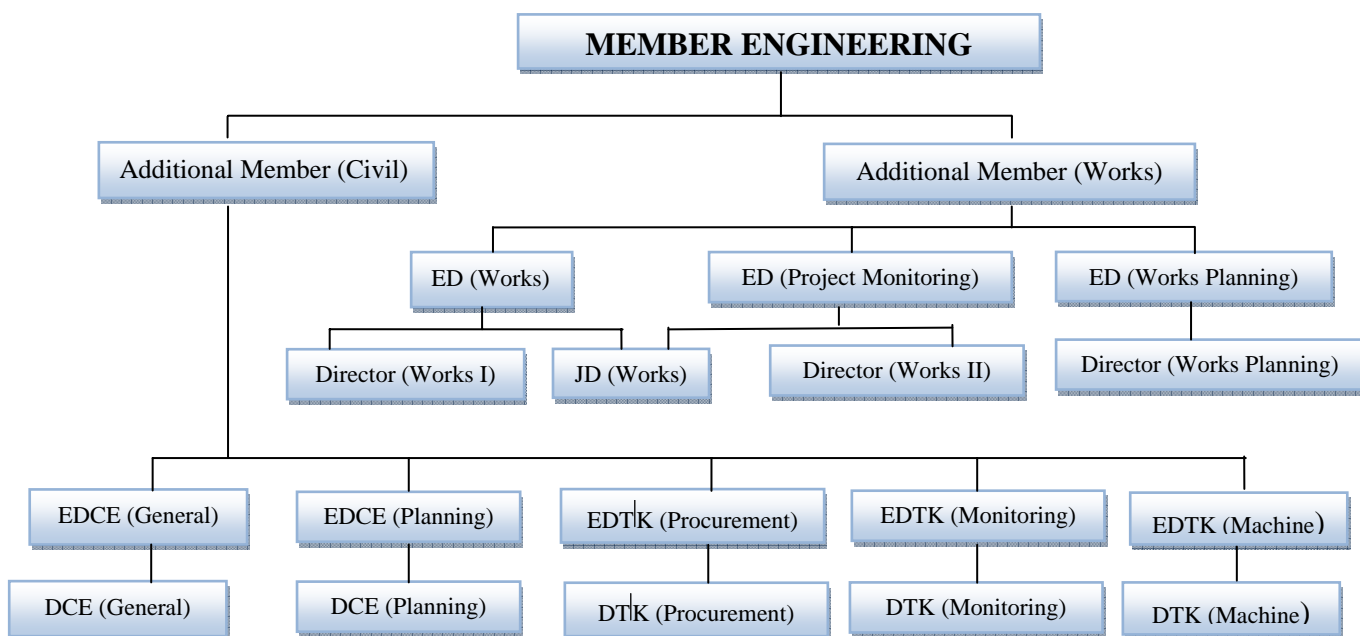 MEMBER ENGINEERING
Additional Member (Civil)
Additional Member (Works)
ED (Works)
ED (Project Monitoring)
ED (Works Planning)
Director (Works I)
JD (Works)
Director (Works II)
Director (Works Planning)
EDCE (General)
EDCE (Planning)
EDTK (Procurement)
EDTK (Monitoring)
EDTK (Machine)
DCE (General)
DCE (Planning)
DTK (Procurement)
DTK (Monitoring)
DTK (Machine)